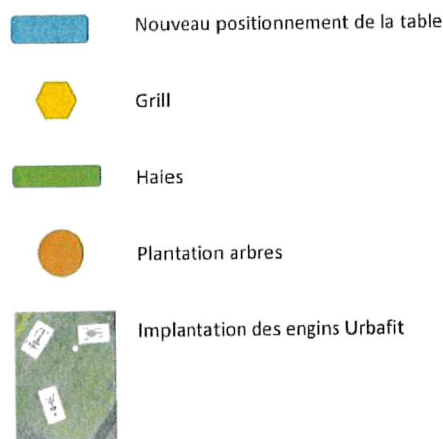 Nouveau positionnement de la table
Grill
Haies
Plantation arbres
Implantation des engins Urbafit